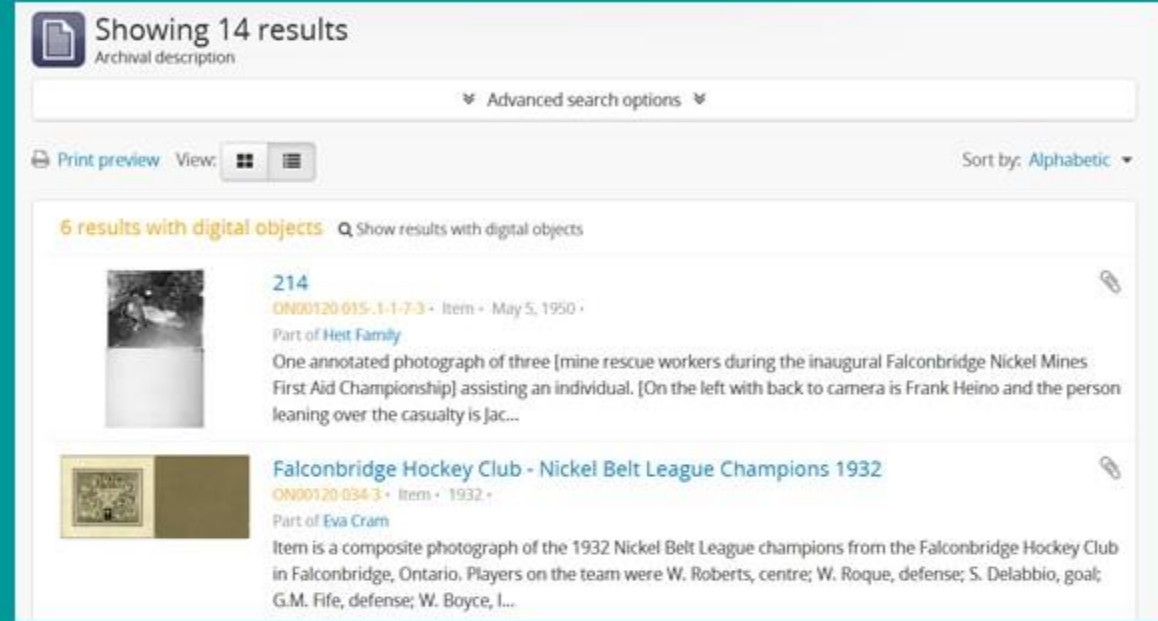 Showing 14 results
Archival description
Advanced search options
Print preview View:
Sort by: Alphabetic
6 results with digital objects Show results with digital objects
214
ON00120 015-.1-1-7-3 · Item · May 5, 1950 ·
Part of Heit Family
One annotated photograph of three [mine rescue workers during the inaugural Falconbridge Nickel Mines
First Aid Championship] assisting an individual. [On the left with back to camera is Frank Heino and the person
leaning over the casualty is Jac...
Falconbridge Hockey Club - Nickel Belt League Champions 1932
ON00120 034-3 · Item · 1932 ·
Part of Eva Cram
Item is a composite photograph of the 1932 Nickel Belt League champions from the Falconbridge Hockey Club
in Falconbridge, Ontario. Players on the team were W. Roberts, centre; W. Roque, defense; S. Delabbio, goal;
G.M. Fife, defense; W. Boyce, l...